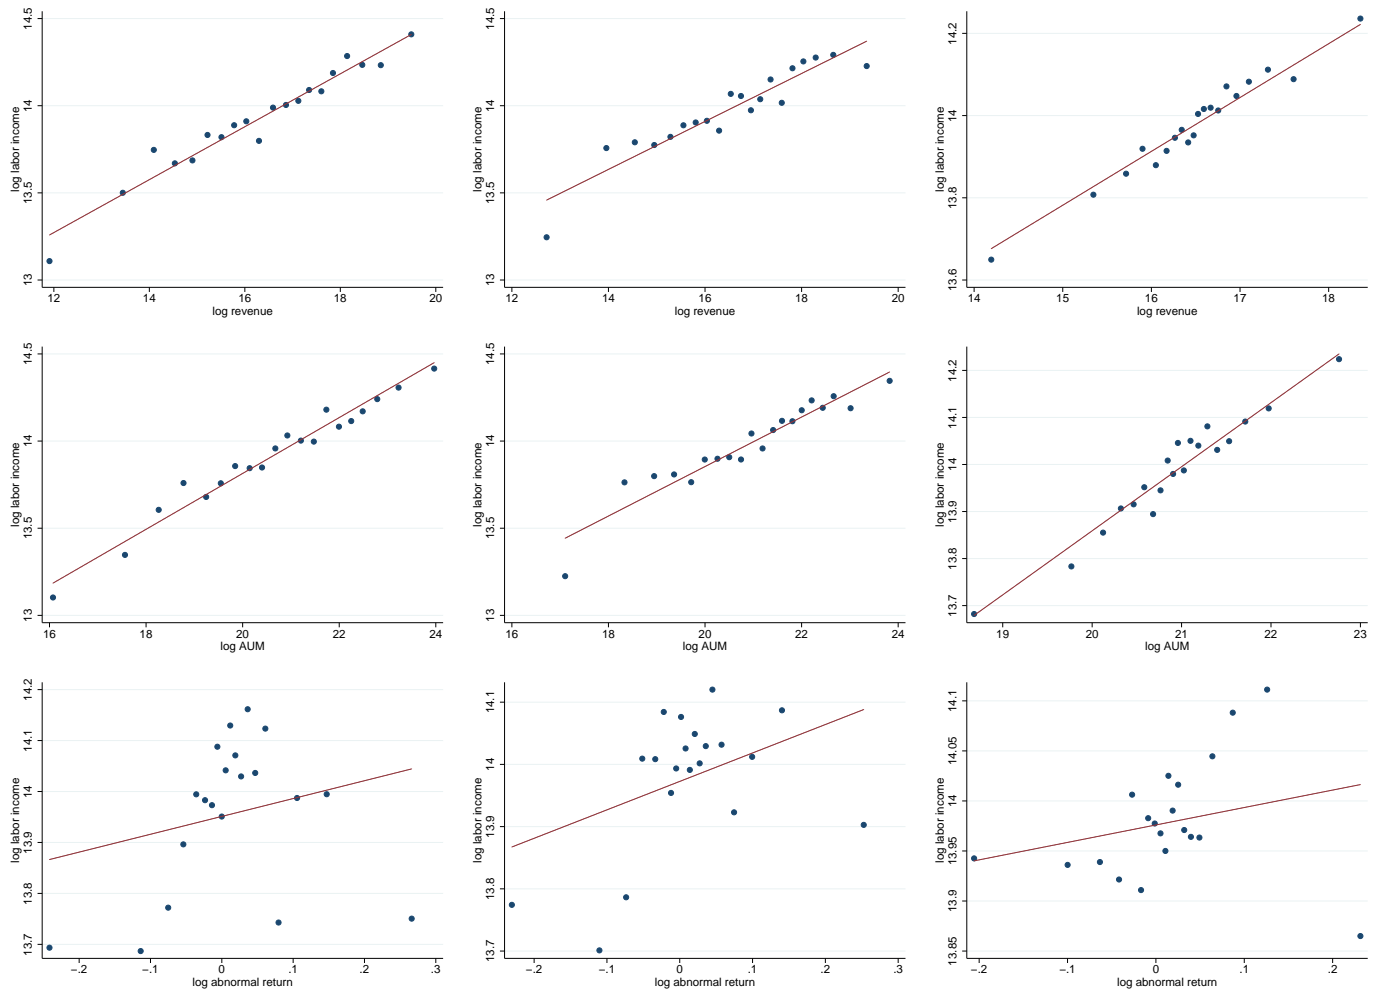 log labor income
13 13.5 14 14.5
12 14 16 18 20
log revenue
log labor income
13 13.5 14 14.5
12 14 16 18 20
log revenue
log labor income
13.6 13.8 14 14.2
14 15 16 17 18
log revenue
log labor income
13 13.5 14 14.5
16 18 20 22 24
log AUM
log labor income
13 13.5 14 14.5
16 18 20 22 24
log AUM
log labor income
13.7 13.8 13.9 14 14.1 14.2
19 20 21 22 23
log AUM
log labor income
13.7 13.8 13.9 14 14.1 14.2
−.2 −.1 0 .1 .2 .3
log abnormal return
log labor income
13.7 13.8 13.9 14 14.1
−.2 −.1 0 .1 .2 .3
log abnormal return
log labor income
13.85 13.9 13.95 14 14.05 14.1
−.2 −.1 0 .1 .2
log abnormal return